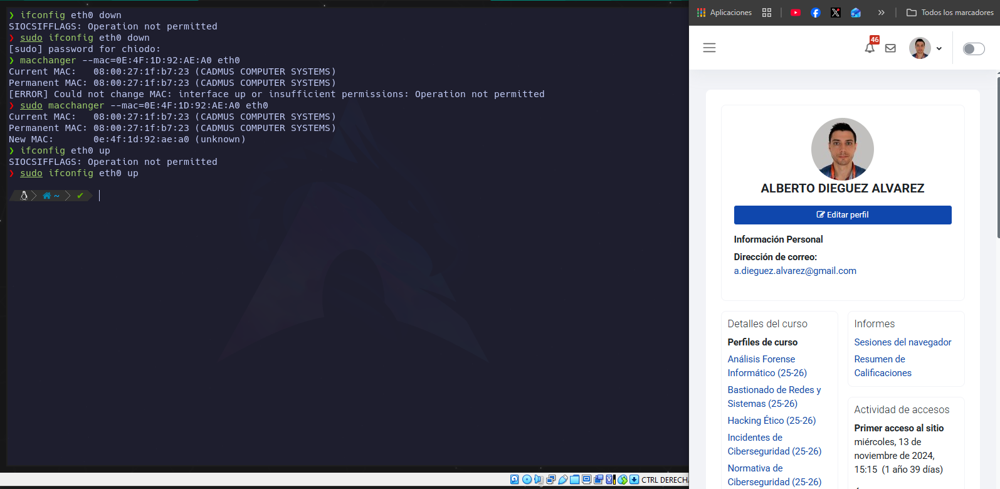 ❯ ifconfig eth0 down
SIOCSIFFLAGS: Operation not permitted
❯ sudo ifconfig eth0 down
[sudo] password for chiodo:
❯ macchanger --mac=0E:4F:1D:92:AE:A0 eth0
Current MAC:   08:00:27:1f:b7:23 (CADMUS COMPUTER SYSTEMS)
Permanent MAC: 08:00:27:1f:b7:23 (CADMUS COMPUTER SYSTEMS)
[ERROR] Could not change MAC: interface up or insufficient permissions: Operation not permitted
❯ sudo macchanger --mac=0E:4F:1D:92:AE:A0 eth0
Current MAC:   08:00:27:1f:b7:23 (CADMUS COMPUTER SYSTEMS)
Permanent MAC: 08:00:27:1f:b7:23 (CADMUS COMPUTER SYSTEMS)
New MAC:       0e:4f:1d:92:ae:a0 (unknown)
❯ ifconfig eth0 up
SIOCSIFFLAGS: Operation not permitted
❯ sudo ifconfig eth0 up
~ ✔
CTRL DERECHA
Aplicaciones
» Todos los marcadores
46
ALBERTO DIEGUEZ ALVAREZ
Editar perfil
Información Personal
Dirección de correo:
a.dieguez.alvarez@gmail.com
Detalles del curso
Perfiles de curso
Análisis Forense
Informático (25-26)
Bastionado de Redes y
Sistemas (25-26)
Hacking Ético (25-26)
Incidentes de
Ciberseguridad (25-26)
Normativa de
Ciberseguridad (25-26)
Informes
Sesiones del navegador
Resumen de
Calificaciones
Actividad de accesos
Primer acceso al sitio
miércoles, 13 de
noviembre de 2024,
15:15 (1 año 39 días)